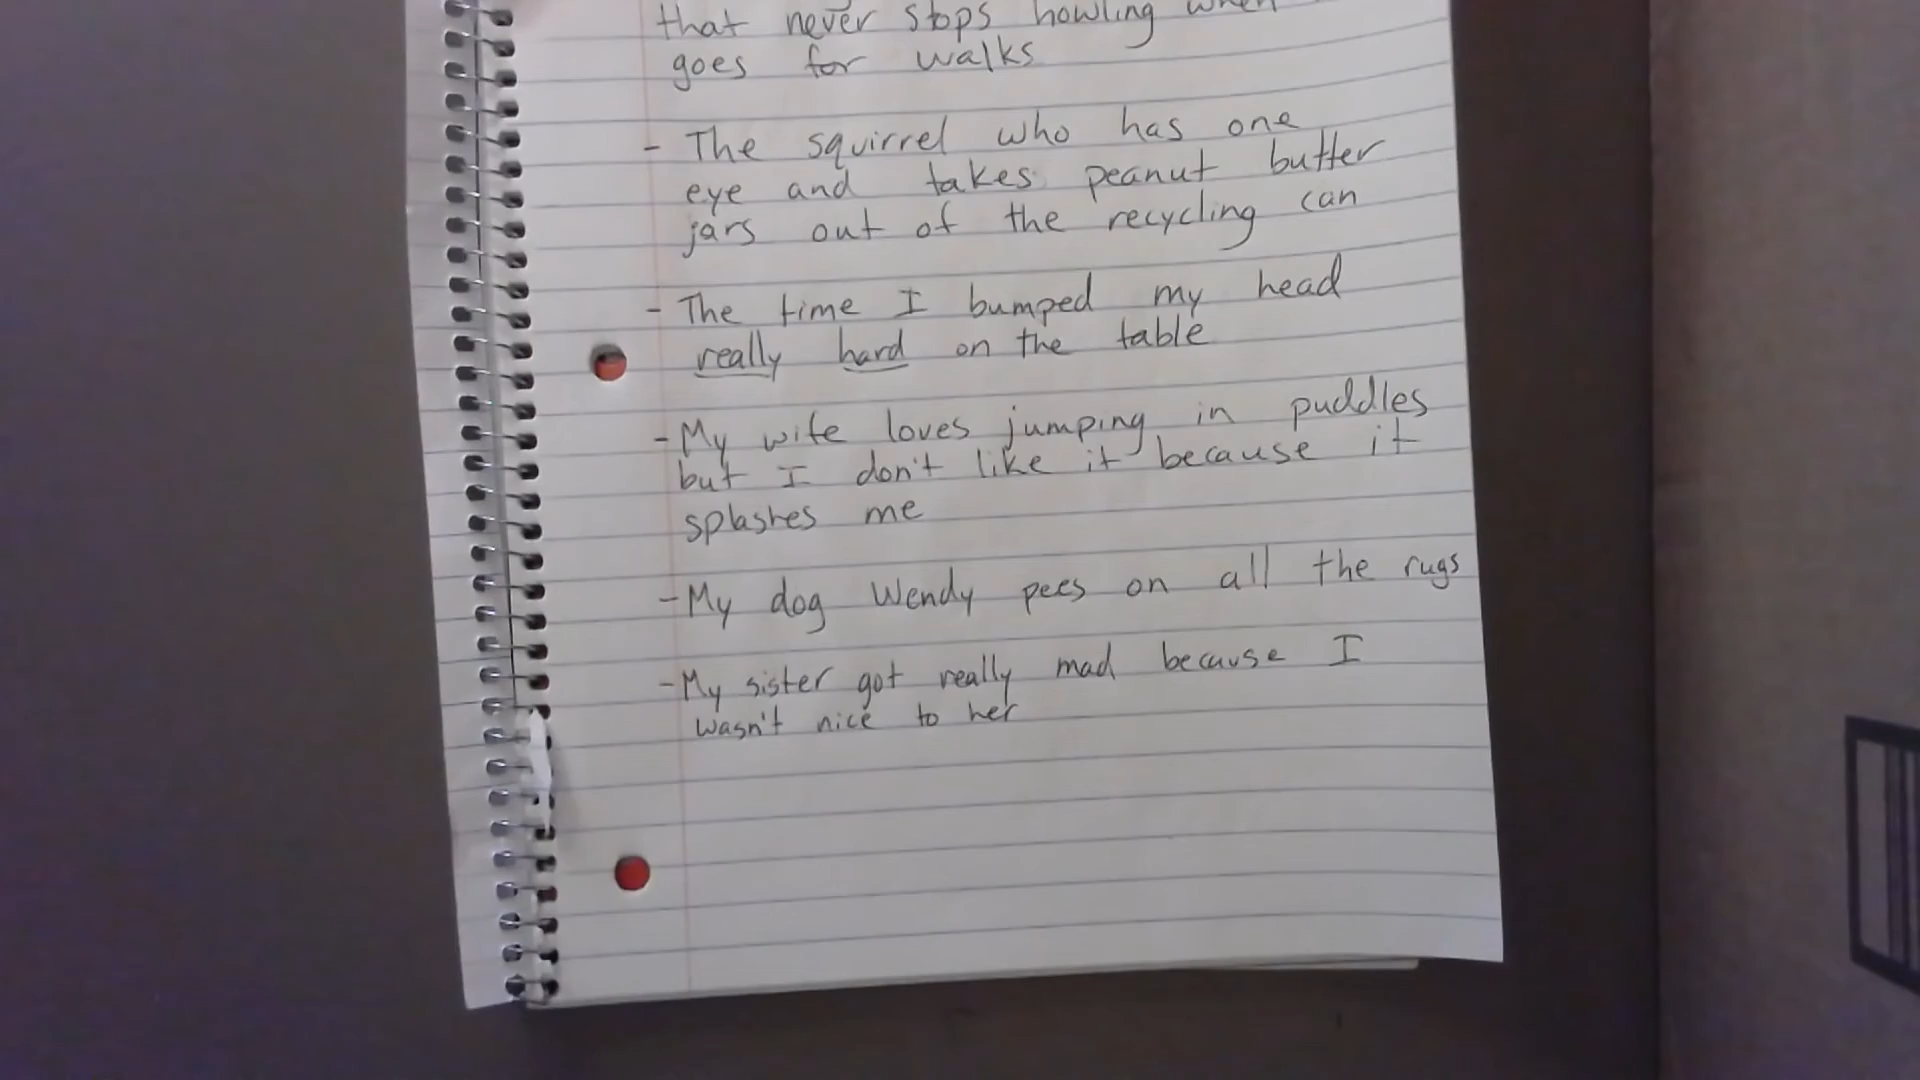 that never stops howling when
goes for walks
- The squirrel who has one
eye and takes peanut butter
jars out of the recycling can
- The time I bumped my head
really hard on the table
- My wife loves jumping in puddles
but I don't like it because it
splashes me
- My dog Wendy pees on all the rugs
- My sister got really mad because I
wasn't nice to her